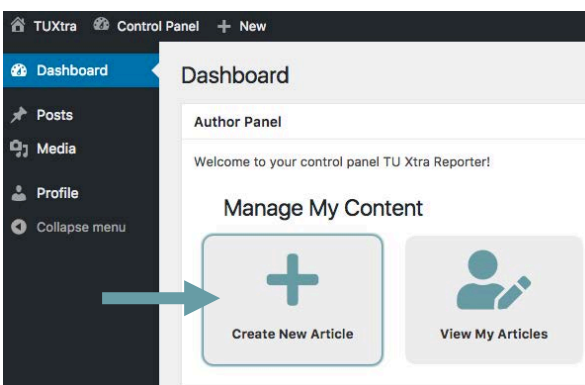 TUXtra Control Panel + New
Dashboard
Posts
Media
Profile
Collapse menu
Dashboard
Author Panel
Welcome to your control panel TU Xtra Reporter!
Manage My Content
Create New Article
View My Articles